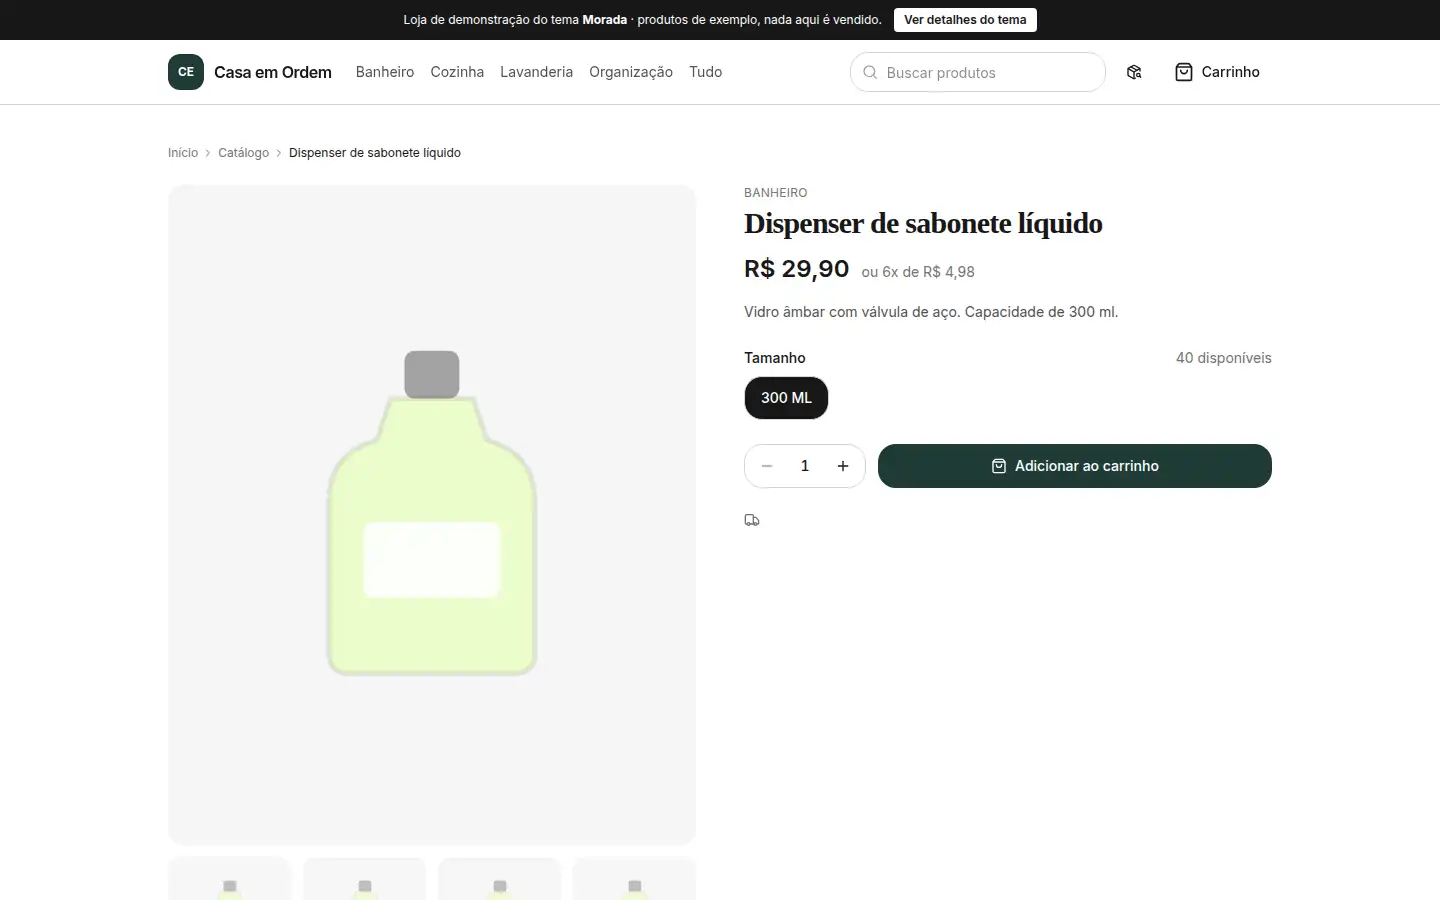 Loja de demonstração do tema Morada · produtos de exemplo, nada aqui é vendido. Ver detalhes do tema
CE Casa em Ordem Banheiro Cozinha Lavanderia Organização Tudo Buscar produtos Carrinho
Início Catálogo Dispenser de sabonete líquido
BANHEIRO
Dispenser de sabonete líquido
R$ 29,90 ou 6x de R$ 4,98
Vidro âmbar com válvula de aço. Capacidade de 300 ml.
Tamanho 40 disponíveis
300 ML
1 Adicionar ao carrinho